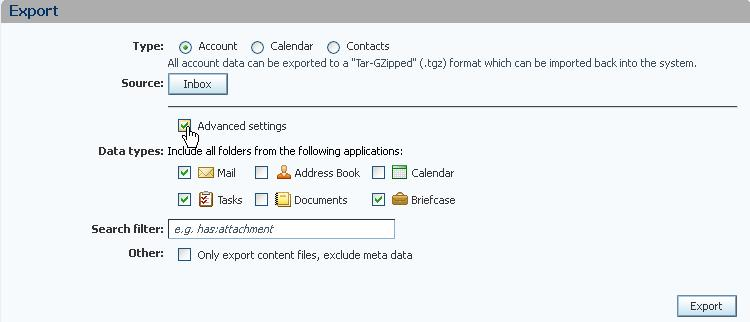 Export
Type: Account Calendar Contacts
All account data can be exported to a "Tar-GZipped" (.tgz) format which can be imported back into the system.
Source: Inbox
Advanced settings
Data types: Include all folders from the following applications:
Mail Address Book Calendar
Tasks Documents Briefcase
Search filter: e.g. has:attachment
Other: Only export content files, exclude meta data
Export